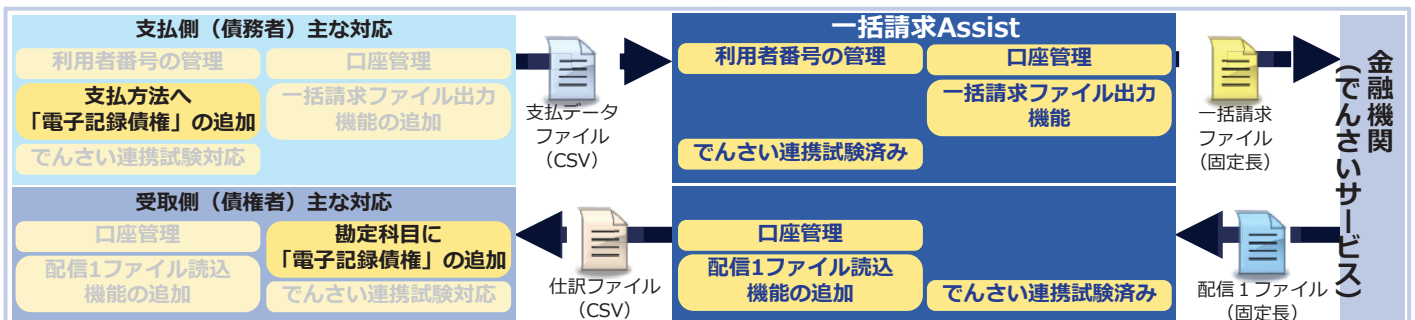 支払側（債務者）主な対応
利用者番号の管理
口座管理
支払方法へ
「電子記録債権」の追加
一括請求ファイル出力
機能の追加
でんさい連携試験対応
支払データ
ファイル
（CSV）
一括請求Assist
利用者番号の管理
口座管理
一括請求ファイル出力
機能
でんさい連携試験済み
一括請求
ファイル
（固定長）
金融機関
（でんさいサービス）
受取側（債権者）主な対応
口座管理
勘定科目に
「電子記録債権」の追加
配信1ファイル読込
機能の追加
でんさい連携試験対応
仕訳ファイル
（CSV）
口座管理
配信1ファイル読込
機能の追加
でんさい連携試験済み
配信１ファイル
（固定長）